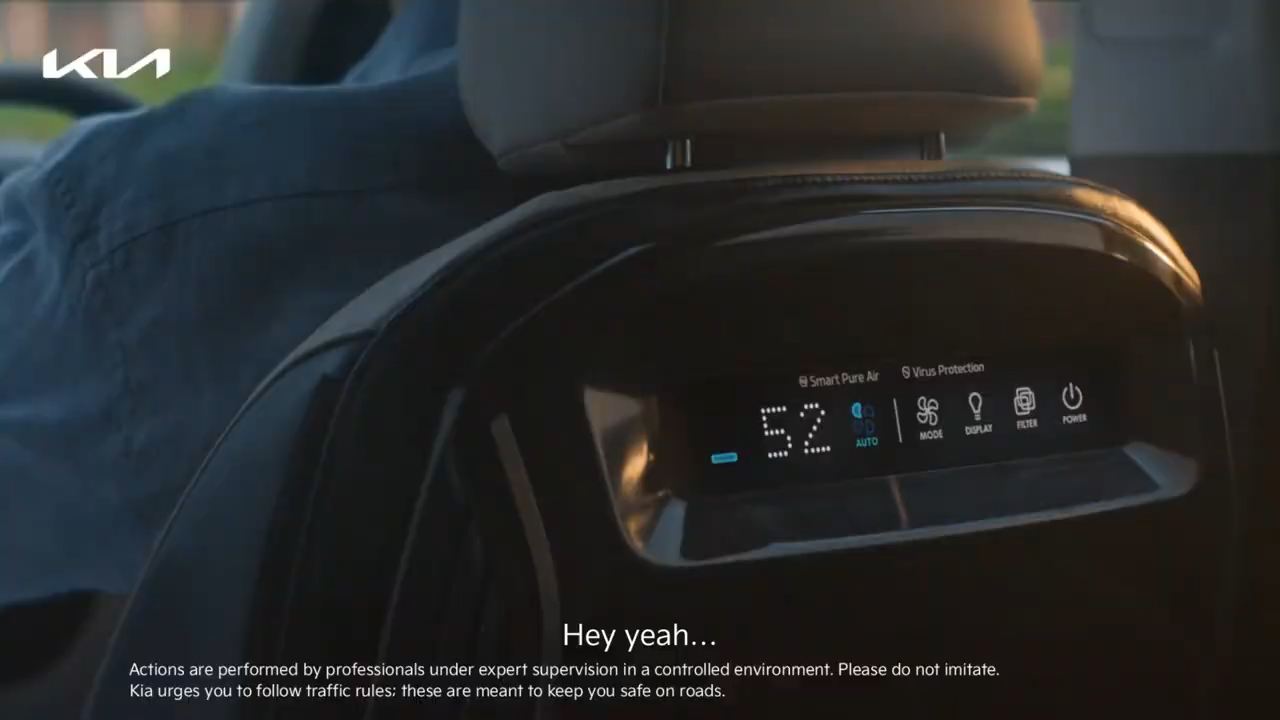 KIA
Smart Pure Air
Virus Protection
52
AUTO
MODE
DISPLAY
FILTER
POWER
Hey yeah...
Actions are performed by professionals under expert supervision in a controlled environment. Please do not imitate.
Kia urges you to follow traffic rules; these are meant to keep you safe on roads.